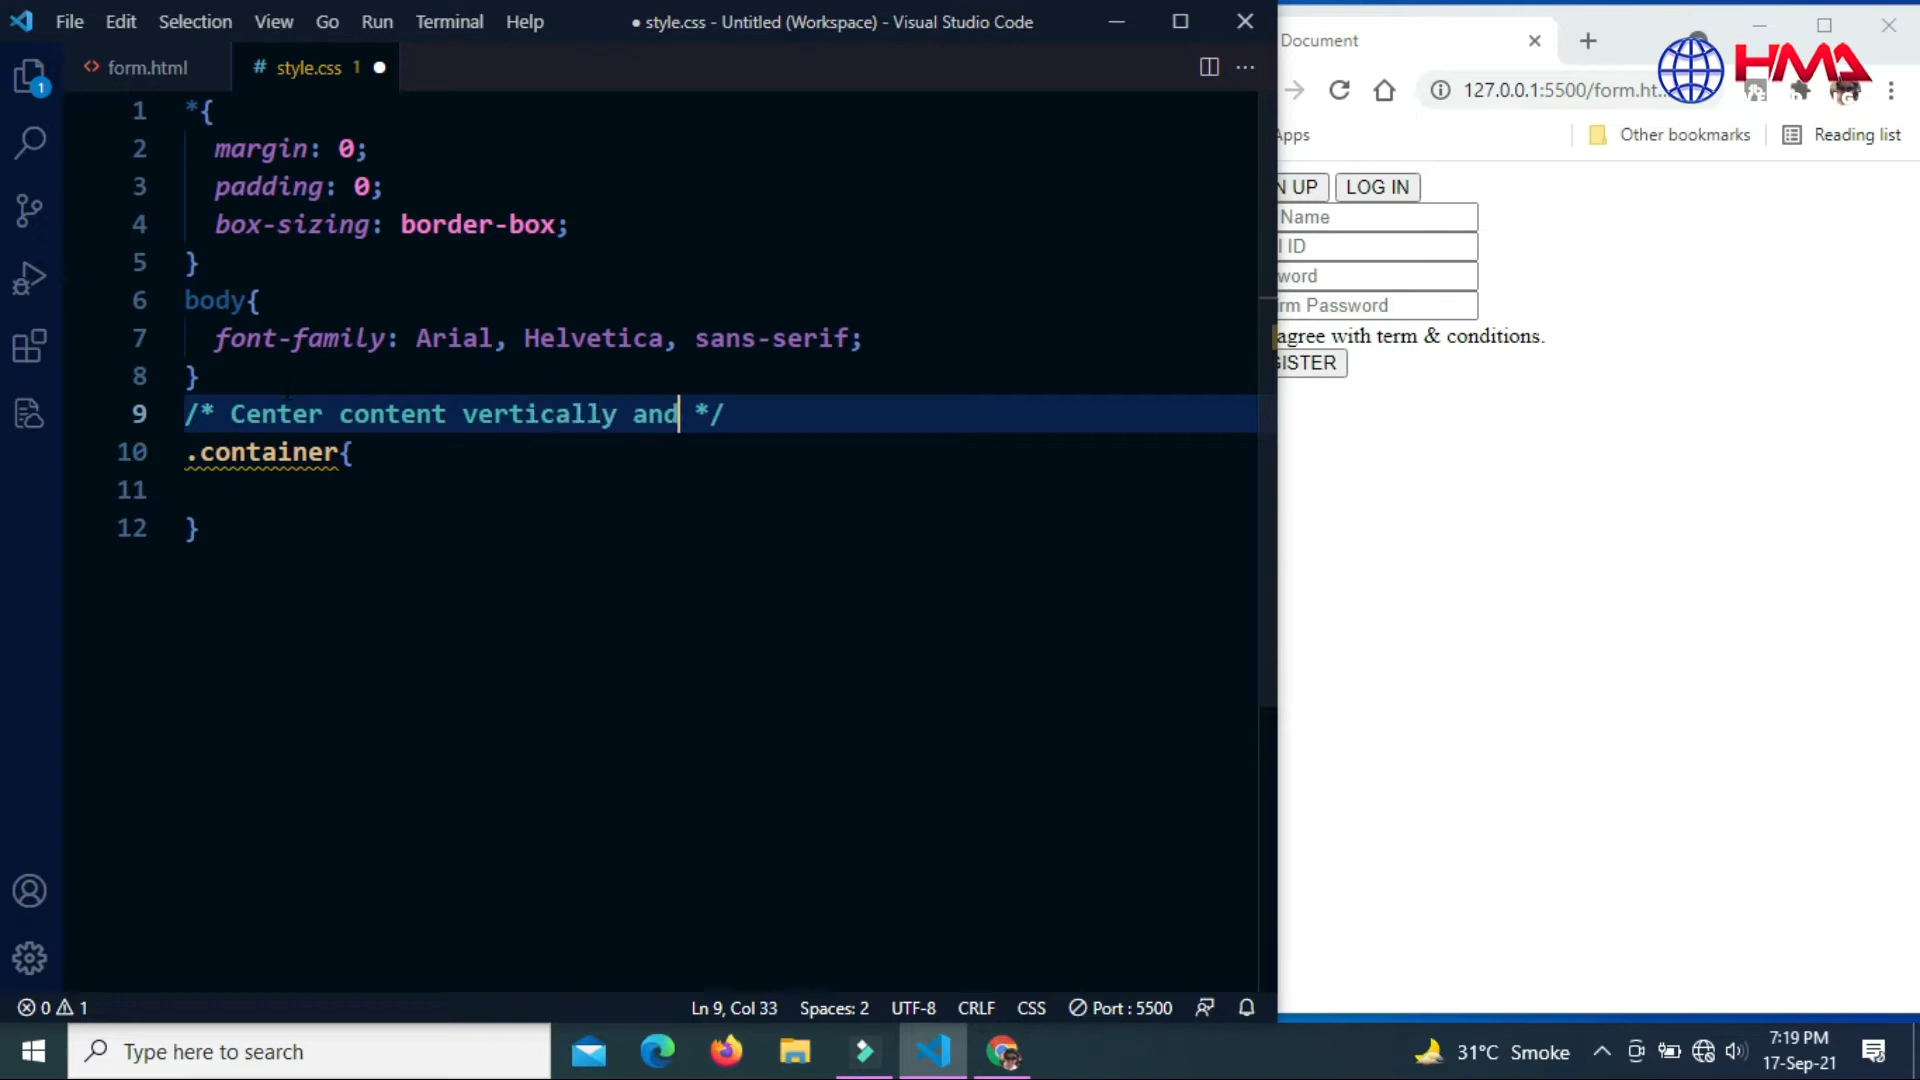 File Edit Selection View Go Run Terminal Help
● style.css - Untitled (Workspace) - Visual Studio Code
<> form.html
# style.css 1 ●
1 *{
2 margin: 0;
3 padding: 0;
4 box-sizing: border-box;
5 }
6 body{
7 font-family: Arial, Helvetica, sans-serif;
8 }
9 /* Center content vertically and */
10 .container{
11
12 }
Document
127.0.0.1:5500/form.ht...
HMA
Apps
Other bookmarks
Reading list
N UP LOG IN
Name
l ID
word
rm Password
agree with term & conditions.
GISTER
1
0 1
Ln 9, Col 33 Spaces: 2 UTF-8 CRLF CSS Port : 5500
Type here to search
31°C Smoke
7:19 PM
17-Sep-21